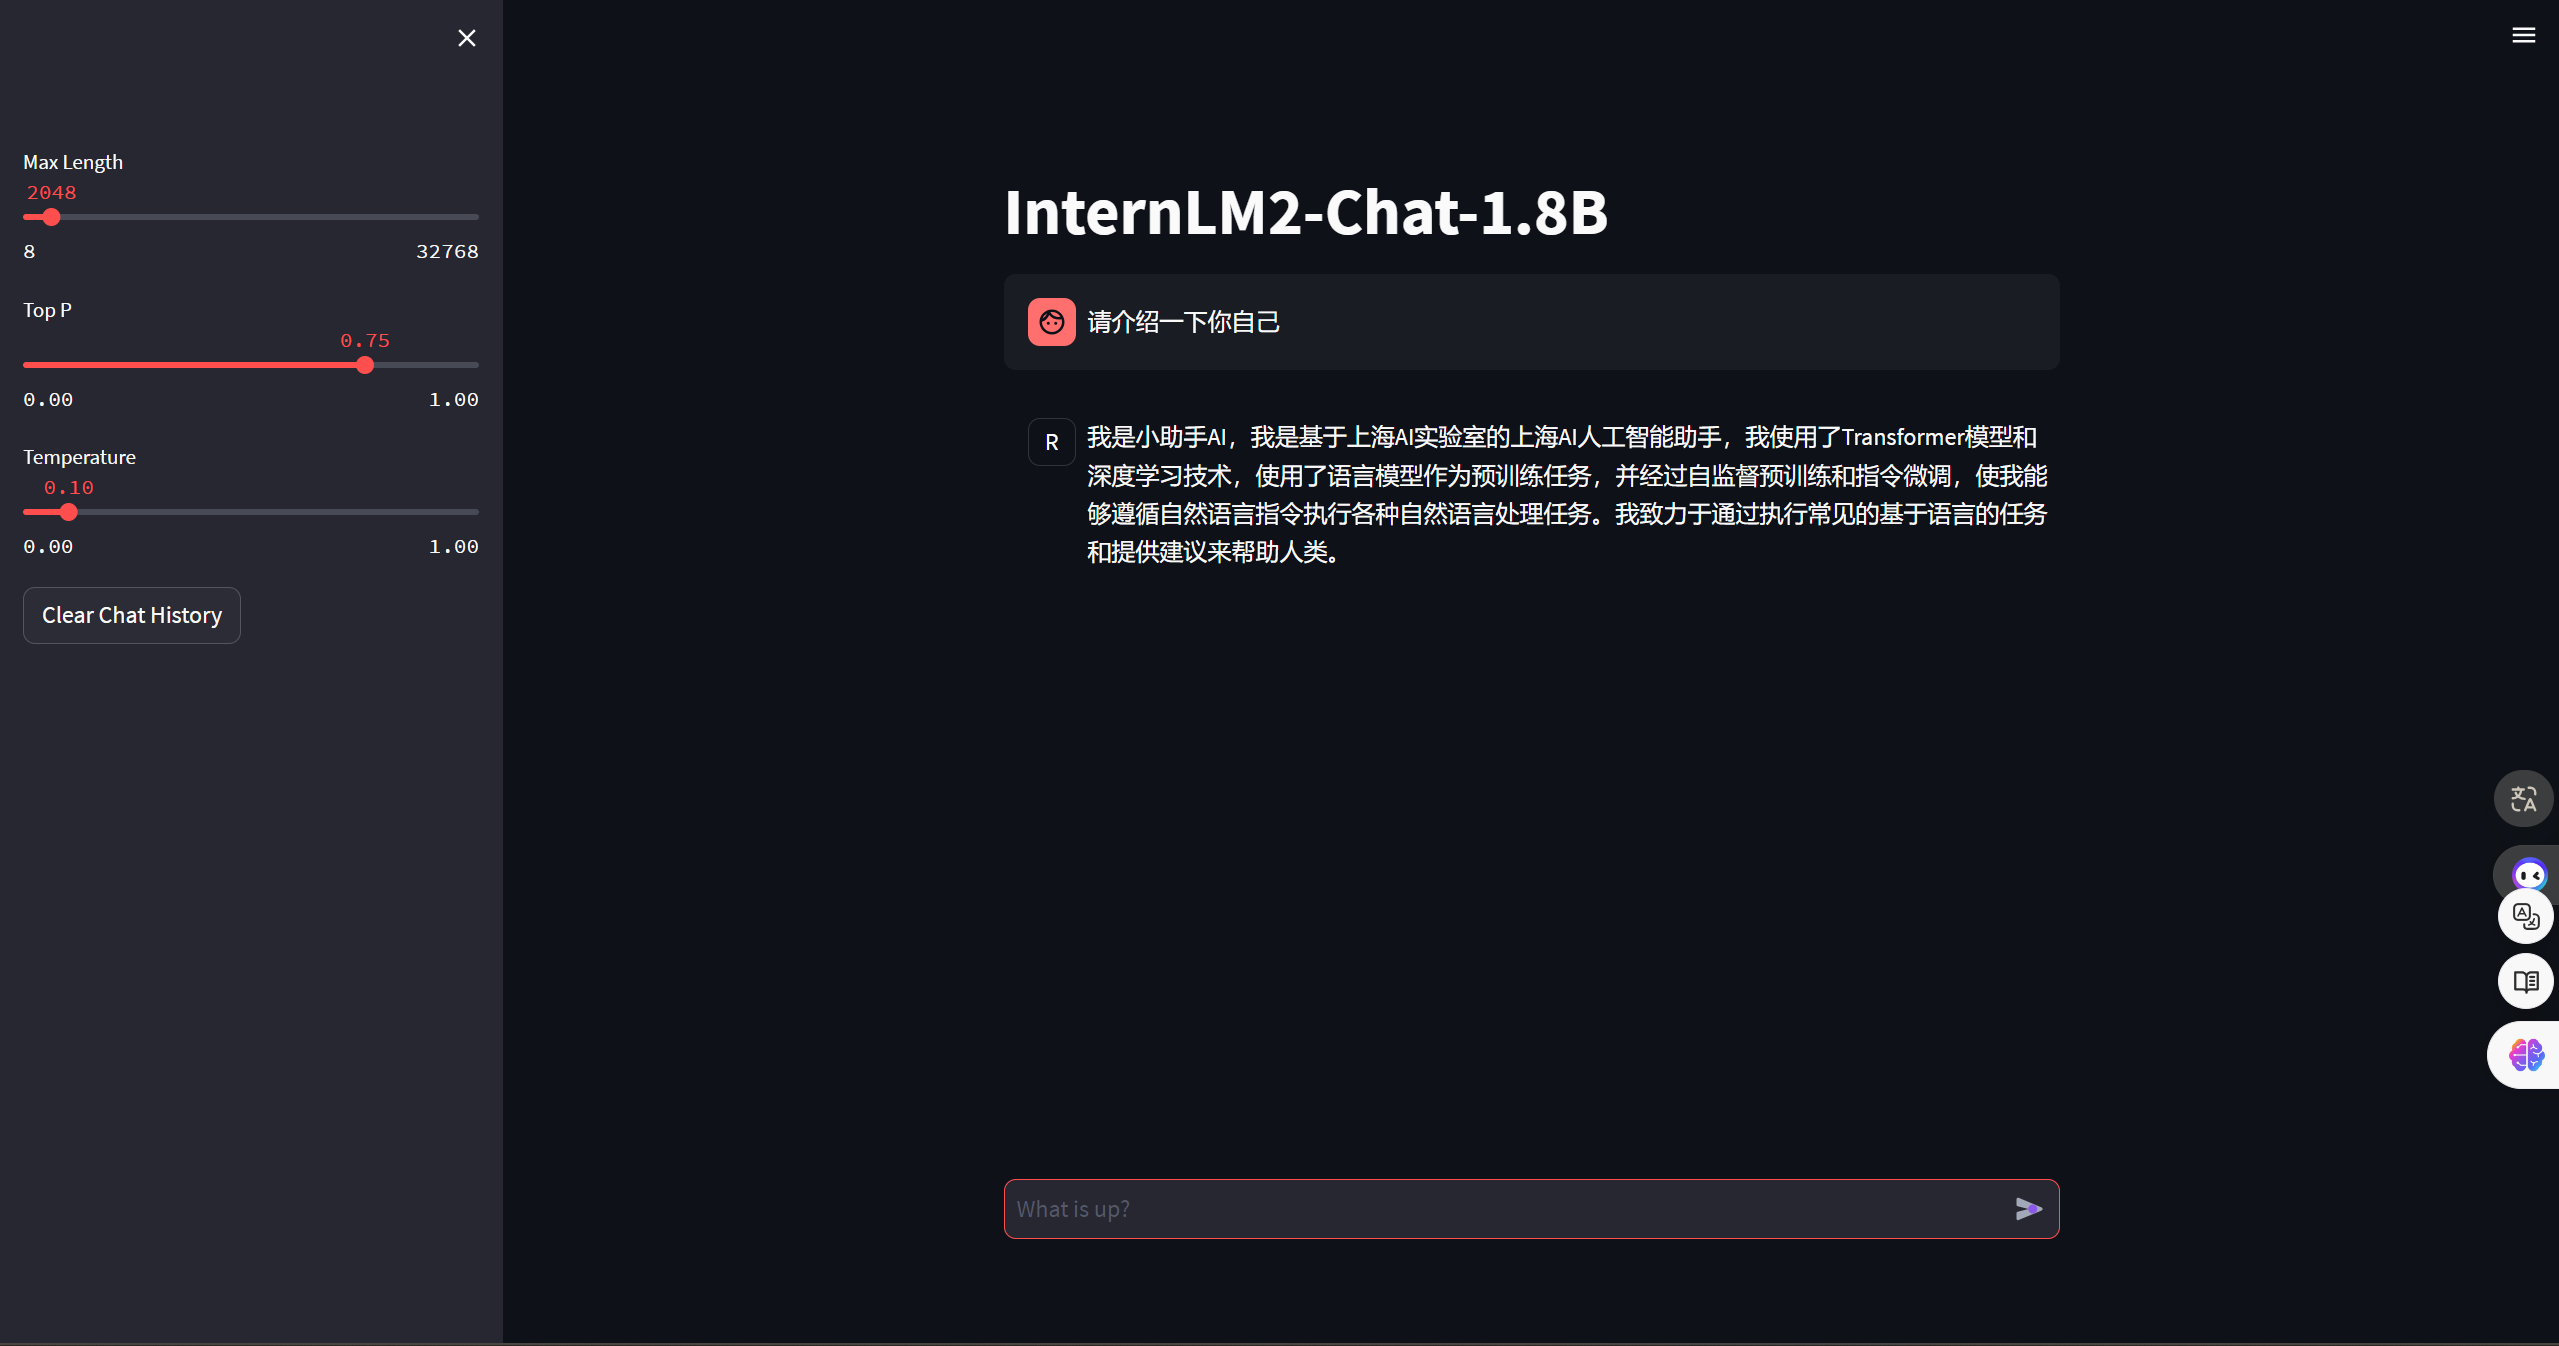 Max Length
2048
8 32768
Top P
0.75
0.00 1.00
Temperature
0.10
0.00 1.00
Clear Chat History
InternLM2-Chat-1.8B
请介绍一下你自己
R
我是小助手AI，我是基于上海AI实验室的上海AI人工智能助手，我使用了Transformer模型和
深度学习技术，使用了语言模型作为预训练任务，并经过自监督预训练和指令微调，使我能
够遵循自然语言指令执行各种自然语言处理任务。我致力于通过执行常见的基于语言的任务
和提供建议来帮助人类。
What is up?